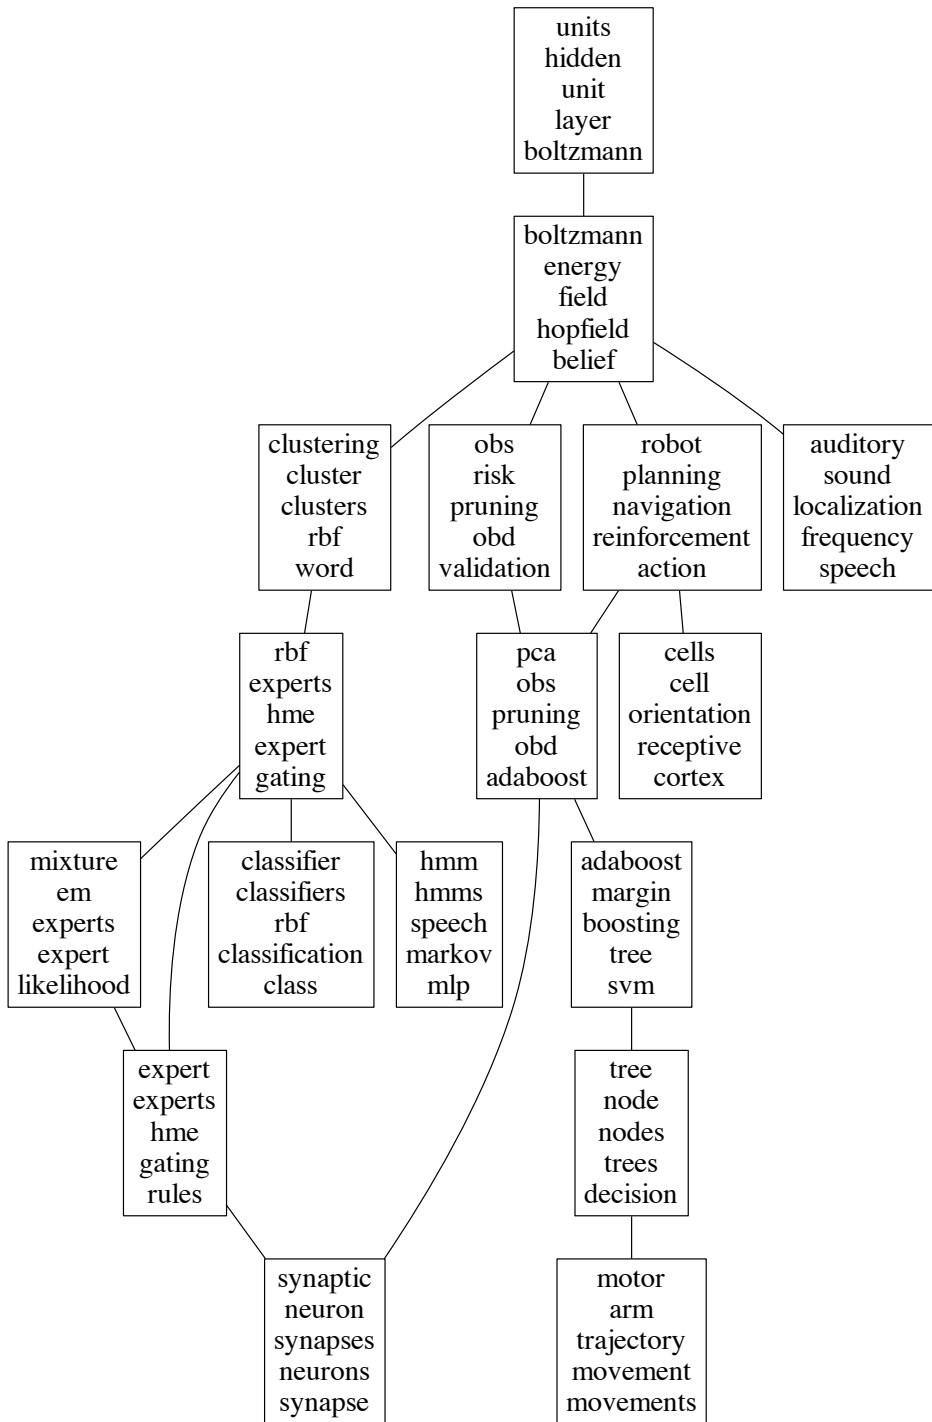 units
hidden
unit
layer
boltzmann
boltzmann
energy
field
hopfield
belief
clustering
cluster
clusters
rbf
word
obs
risk
pruning
obd
validation
robot
planning
navigation
reinforcement
action
auditory
sound
localization
frequency
speech
rbf
experts
hme
expert
gating
pca
obs
pruning
obd
adaboost
cells
cell
orientation
receptive
cortex
mixture
em
experts
expert
likelihood
classifier
classifiers
rbf
classification
class
hmm
hmms
speech
markov
mlp
adaboost
margin
boosting
tree
svm
expert
experts
hme
gating
rules
tree
node
nodes
trees
decision
synaptic
neuron
synapses
neurons
synapse
motor
arm
trajectory
movement
movements